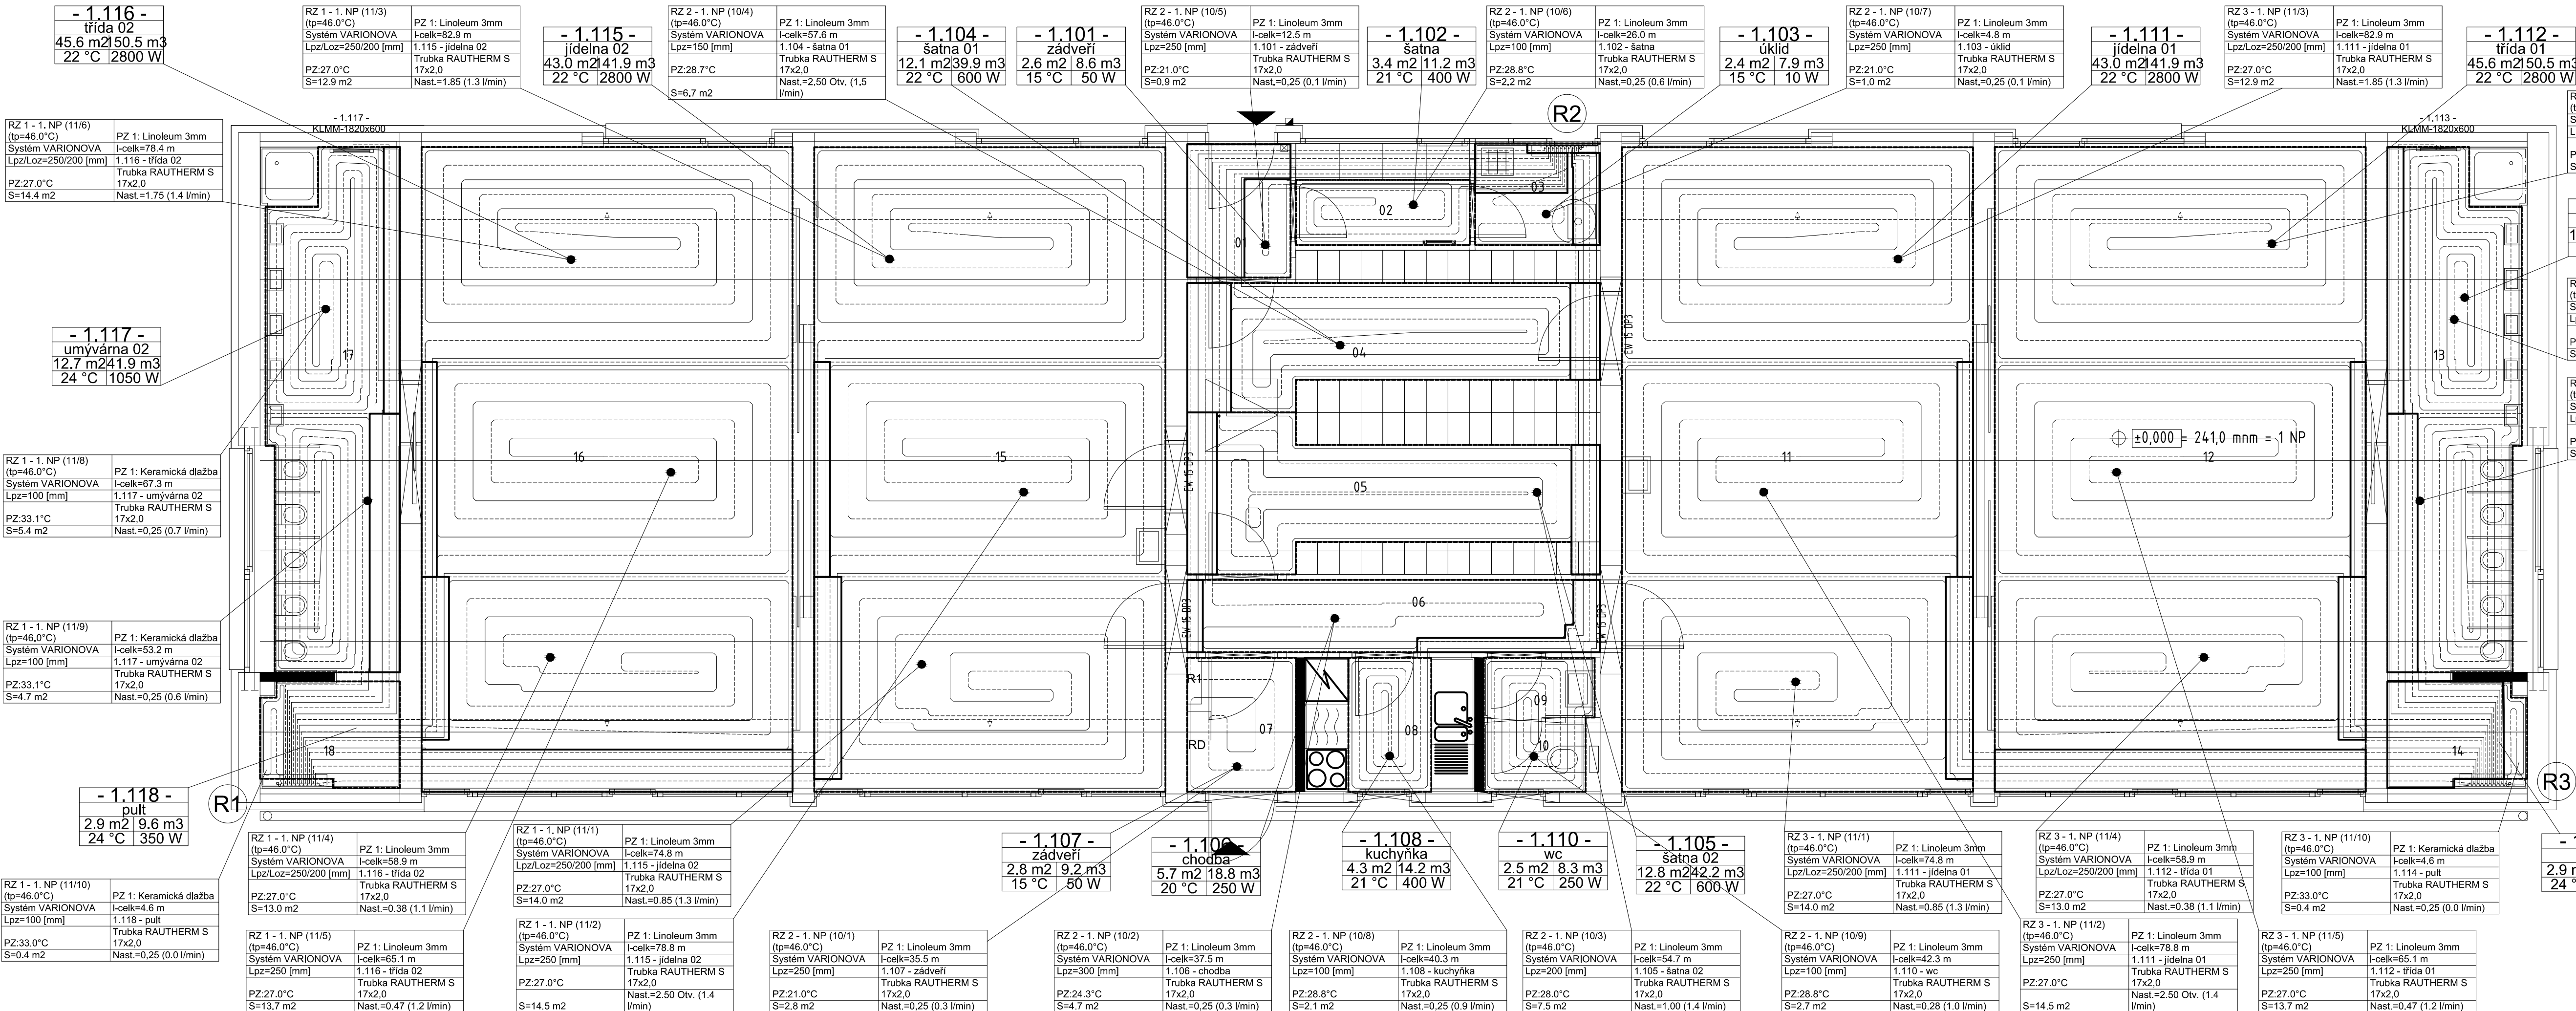 - 1.116 -
třída 02
45.6 m2 150.5 m3
22 °C 2800 W
RZ 1 - 1. NP (11/3)
(tp=46.0°C) PZ 1: Linoleum 3mm
Systém VARIONOVA l-celk=82.9 m
Lpz/Loz=250/200 [mm] 1.115 - jídelna 02
Trubka RAUTHERM S
PZ:27.0°C 17x2,0
S=12.9 m2 Nast.=1.85 (1.3 l/min)
- 1.115 -
jídelna 02
43.0 m2 141.9 m3
22 °C 2800 W
RZ 2 - 1. NP (10/4)
(tp=46.0°C) PZ 1: Linoleum 3mm
Systém VARIONOVA l-celk=57.6 m
Lpz=150 [mm] 1.104 - šatna 01
Trubka RAUTHERM S
PZ:28.7°C 17x2,0
Nast.=2.50 Otv. (1,5
S=6,7 m2 l/min)
- 1.104 -
šatna 01
12.1 m2 39.9 m3
22 °C 600 W
- 1.101 -
zádveří
2.6 m2 8.6 m3
15 °C 50 W
RZ 2 - 1. NP (10/5)
(tp=46.0°C) PZ 1: Linoleum 3mm
Systém VARIONOVA l-celk=12.5 m
Lpz=250 [mm] 1.101 - zádveří
Trubka RAUTHERM S
PZ:21.0°C 17x2,0
S=0.9 m2 Nast.=0,25 (0.1 l/min)
- 1.102 -
šatna
3.4 m2 11.2 m3
21 °C 400 W
RZ 2 - 1. NP (10/6)
(tp=46.0°C) PZ 1: Linoleum 3mm
Systém VARIONOVA l-celk=26.0 m
Lpz=100 [mm] 1.102 - šatna
Trubka RAUTHERM S
PZ:28.8°C 17x2,0
S=2.2 m2 Nast.=0,25 (0.6 l/min)
- 1.103 -
úklid
2.4 m2 7.9 m3
15 °C 10 W
RZ 2 - 1. NP (10/7)
(tp=46.0°C) PZ 1: Linoleum 3mm
Systém VARIONOVA l-celk=4.8 m
Lpz=250 [mm] 1.103 - úklid
Trubka RAUTHERM S
PZ:21.0°C 17x2,0
S=1.0 m2 Nast.=0,25 (0.1 l/min)
- 1.111 -
jídelna 01
43.0 m2 141.9 m3
22 °C 2800 W
RZ 3 - 1. NP (11/3)
(tp=46.0°C) PZ 1: Linoleum 3mm
Systém VARIONOVA l-celk=82.9 m
Lpz/Loz=250/200 [mm] 1.111 - jídelna 01
Trubka RAUTHERM S
PZ:27.0°C 17x2,0
S=12.9 m2 Nast.=1.85 (1.3 l/min)
- 1.112 -
třída 01
45.6 m2 150.5 m3
22 °C 2800 W
RZ 1 - 1. NP (11/6)
(tp=46.0°C) PZ 1: Linoleum 3mm
Systém VARIONOVA l-celk=78.4 m
Lpz/Loz=250/200 [mm] 1.116 - třída 02
Trubka RAUTHERM S
PZ:27.0°C 17x2,0
S=14.4 m2 Nast.=1.75 (1.4 l/min)
- 1.117 -
KLMM-1820x600
R2
- 1.113 -
KLMM-1820x600
01
02
03
- 1.117 -
umývárna 02
12.7 m2 41.9 m3
24 °C 1050 W
17
04
EW 15 DP3
13
RZ 1 - 1. NP (11/8)
(tp=46.0°C) PZ 1: Keramická dlažba
Systém VARIONOVA l-celk=67.3 m
Lpz=100 [mm] 1.117 - umývárna 02
Trubka RAUTHERM S
PZ:33.1°C 17x2,0
S=5.4 m2 Nast.=0,25 (0.7 l/min)
16
15
EW 15 DP3
05
11
±0,000 = 241,0 mnm = 1 NP
12
RZ 1 - 1. NP (11/9)
(tp=46,0°C) PZ 1: Keramická dlažba
Systém VARIONOVA l-celk=53.2 m
Lpz=100 [mm] 1.117 - umývárna 02
Trubka RAUTHERM S
PZ:33.1°C 17x2,0
S=4.7 m2 Nast.=0,25 (0.6 l/min)
EW 15 DP3
06
EW 15 DP3
R1
RD
07
08
09
10
18
14
R1
R3
- 1.118 -
pult
2.9 m2 9.6 m3
24 °C 350 W
RZ 1 - 1. NP (11/10)
(tp=46.0°C) PZ 1: Keramická dlažba
Systém VARIONOVA l-celk=4.6 m
Lpz=100 [mm] 1.118 - pult
Trubka RAUTHERM S
PZ:33.0°C 17x2,0
S=0.4 m2 Nast.=0,25 (0.0 l/min)
RZ 1 - 1. NP (11/4)
(tp=46.0°C) PZ 1: Linoleum 3mm
Systém VARIONOVA l-celk=58.9 m
Lpz/Loz=250/200 [mm] 1.116 - třída 02
Trubka RAUTHERM S
PZ:27.0°C 17x2,0
S=13.0 m2 Nast.=0.38 (1.1 l/min)
RZ 1 - 1. NP (11/1)
(tp=46.0°C) PZ 1: Linoleum 3mm
Systém VARIONOVA l-celk=74.8 m
Lpz/Loz=250/200 [mm] 1.115 - jídelna 02
Trubka RAUTHERM S
PZ:27.0°C 17x2,0
S=14.0 m2 Nast.=0.85 (1.3 l/min)
- 1.107 -
zádveří
2.8 m2 9.2 m3
15 °C 50 W
- 1.106 -
chodba
5.7 m2 18.8 m3
20 °C 250 W
- 1.108 -
kuchyňka
4.3 m2 14.2 m3
21 °C 400 W
- 1.110 -
wc
2.5 m2 8.3 m3
21 °C 250 W
- 1.105 -
šatna 02
12.8 m2 42.2 m3
22 °C 600 W
RZ 3 - 1. NP (11/1)
(tp=46.0°C) PZ 1: Linoleum 3mm
Systém VARIONOVA l-celk=74.8 m
Lpz/Loz=250/200 [mm] 1.111 - jídelna 01
Trubka RAUTHERM S
PZ:27.0°C 17x2,0
S=14.0 m2 Nast.=0.85 (1.3 l/min)
RZ 3 - 1. NP (11/4)
(tp=46.0°C) PZ 1: Linoleum 3mm
Systém VARIONOVA l-celk=58.9 m
Lpz/Loz=250/200 [mm] 1.112 - třída 01
Trubka RAUTHERM S
PZ:27.0°C 17x2,0
S=13.0 m2 Nast.=0.38 (1.1 l/min)
RZ 3 - 1. NP (11/10)
(tp=46.0°C) PZ 1: Keramická dlažba
Systém VARIONOVA l-celk=4.6 m
Lpz=100 [mm] 1.114 - pult
Trubka RAUTHERM S
PZ:33.0°C 17x2,0
S=0.4 m2 Nast.=0,25 (0.0 l/min)
2.9 m
24 °
RZ 1 - 1. NP (11/5)
(tp=46.0°C) PZ 1: Linoleum 3mm
Systém VARIONOVA l-celk=65.1 m
Lpz=250 [mm] 1.116 - třída 02
Trubka RAUTHERM S
PZ:27.0°C 17x2,0
S=13,7 m2 Nast.=0,47 (1,2 l/min)
RZ 1 - 1. NP (11/2)
(tp=46.0°C) PZ 1: Linoleum 3mm
Systém VARIONOVA l-celk=78.8 m
Lpz=250 [mm] 1.115 - jídelna 02
Trubka RAUTHERM S
PZ:27.0°C 17x2,0
Nast.=2.50 Otv. (1.4
S=14.5 m2 l/min)
RZ 2 - 1. NP (10/1)
(tp=46.0°C) PZ 1: Linoleum 3mm
Systém VARIONOVA l-celk=35.5 m
Lpz=250 [mm] 1.107 - zádveří
Trubka RAUTHERM S
PZ:21.0°C 17x2,0
S=2,8 m2 Nast.=0,25 (0.3 l/min)
RZ 2 - 1. NP (10/2)
(tp=46.0°C) PZ 1: Linoleum 3mm
Systém VARIONOVA l-celk=37.5 m
Lpz=300 [mm] 1.106 - chodba
Trubka RAUTHERM S
PZ:24.3°C 17x2,0
S=4.7 m2 Nast.=0,25 (0.3 l/min)
RZ 2 - 1. NP (10/8)
(tp=46.0°C) PZ 1: Linoleum 3mm
Systém VARIONOVA l-celk=40.3 m
Lpz=100 [mm] 1.108 - kuchyňka
Trubka RAUTHERM S
PZ:28.8°C 17x2,0
S=2.1 m2 Nast.=0,25 (0.9 l/min)
RZ 2 - 1. NP (10/3)
(tp=46.0°C) PZ 1: Linoleum 3mm
Systém VARIONOVA l-celk=54.7 m
Lpz=200 [mm] 1.105 - šatna 02
Trubka RAUTHERM S
PZ:28.0°C 17x2,0
S=7.5 m2 Nast.=1.00 (1.4 l/min)
RZ 2 - 1. NP (10/9)
(tp=46.0°C) PZ 1: Linoleum 3mm
Systém VARIONOVA l-celk=42.3 m
Lpz=100 [mm] 1.110 - wc
Trubka RAUTHERM S
PZ:28.8°C 17x2,0
S=2.7 m2 Nast.=0.28 (1.0 l/min)
RZ 3 - 1. NP (11/2)
(tp=46.0°C) PZ 1: Linoleum 3mm
Systém VARIONOVA l-celk=78.8 m
Lpz=250 [mm] 1.111 - jídelna 01
Trubka RAUTHERM S
PZ:27.0°C 17x2,0
Nast.=2.50 Otv. (1.4
S=14.5 m2 l/min)
RZ 3 - 1. NP (11/5)
(tp=46.0°C) PZ 1: Linoleum 3mm
Systém VARIONOVA l-celk=65.1 m
Lpz=250 [mm] 1.112 - třída 01
Trubka RAUTHERM S
PZ:27.0°C 17x2,0
S=13,7 m2 Nast.=0,47 (1,2 l/min)